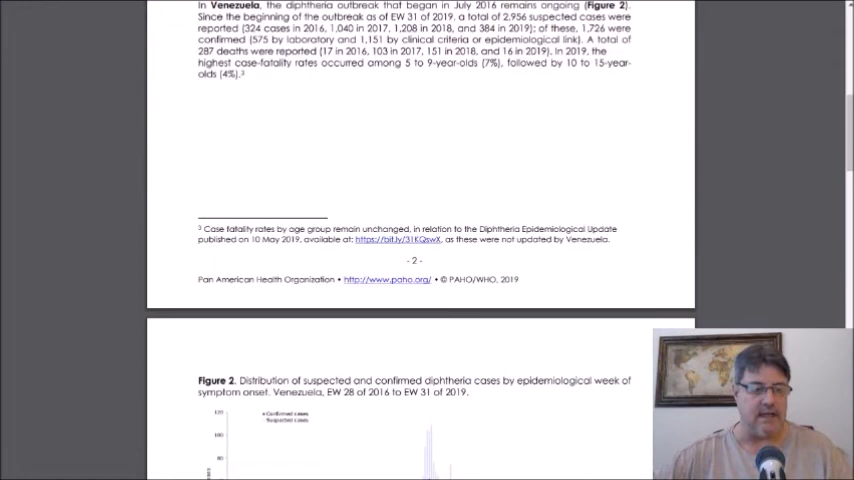 In Venezuela, the diphtheria outbreak that began in July 2016 remains ongoing (Figure 2).
Since the beginning of the outbreak as of EW 31 of 2019, a total of 2,956 suspected cases were
reported (324 cases in 2016, 1,040 in 2017, 1,208 in 2018, and 384 in 2019); of these, 1,726 were
confirmed (575 by laboratory and 1,151 by clinical criteria or epidemiological link). A total of
287 deaths were reported (17 in 2016, 103 in 2017, 151 in 2018, and 16 in 2019). In 2019, the
highest case-fatality rates occurred among 5 to 9-year-olds (7%), followed by 10 to 15-year-
olds (4%).³
³ Case fatality rates by age group remain unchanged, in relation to the Diphtheria Epidemiological Update
published on 10 May 2019, available at: https://bit.ly/31KQswX, as these were not updated by Venezuela.
- 2 -
Pan American Health Organization • http://www.paho.org/ • © PAHO/WHO, 2019
Figure 2. Distribution of suspected and confirmed diphtheria cases by epidemiological week of
symptom onset. Venezuela, EW 28 of 2016 to EW 31 of 2019.
120
Confirmed cases
Suspected cases
100
80